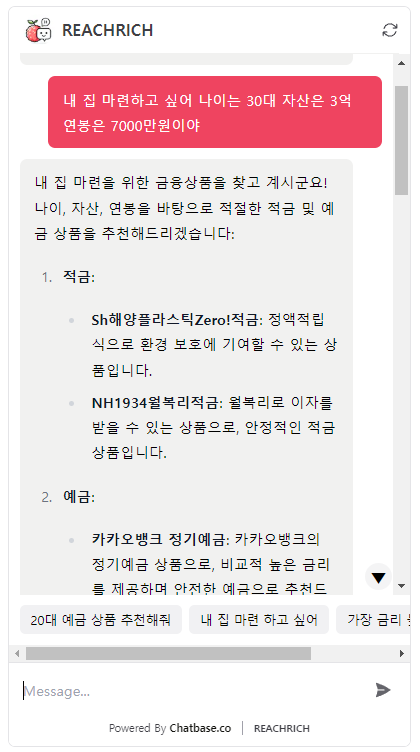 REACHRICH
내 집 마련하고 싶어 나이는 30대 자산은 3억
연봉은 7000만원이야
내 집 마련을 위한 금융상품을 찾고 계시군요!
나이, 자산, 연봉을 바탕으로 적절한 적금 및 예
금 상품을 추천해드리겠습니다:
1. 적금:
Sh해양플라스틱Zero!적금: 정액적립
식으로 환경 보호에 기여할 수 있는 상
품입니다.
NH1934월복리적금: 월복리로 이자를
받을 수 있는 상품으로, 안정적인 적금
상품입니다.
2. 예금:
카카오뱅크 정기예금: 카카오뱅크의
정기예금 상품으로, 비교적 높은 금리
를 제공하며 안전한 예금으로 추천드
20대 예금 상품 추천해줘 내 집 마련 하고 싶어 가장 금리
Message...
Powered By Chatbase.co | REACHRICH